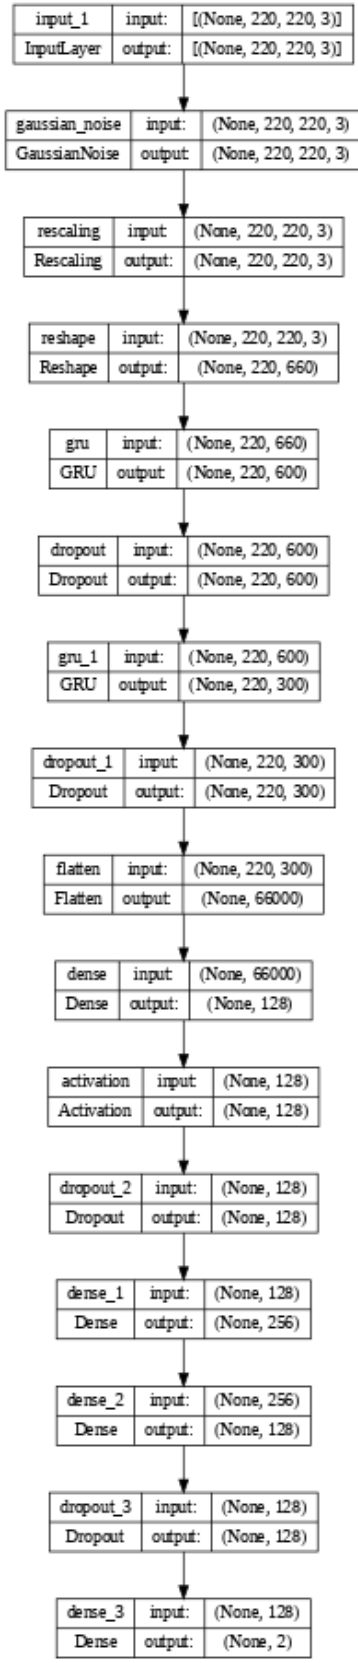 input_1 input: [(None, 220, 220, 3)]
InputLayer output: [(None, 220, 220, 3)]
gaussian_noise input: (None, 220, 220, 3)
GaussianNoise output: (None, 220, 220, 3)
rescaling input: (None, 220, 220, 3)
Rescaling output: (None, 220, 220, 3)
reshape input: (None, 220, 220, 3)
Reshape output: (None, 220, 660)
gru input: (None, 220, 660)
GRU output: (None, 220, 600)
dropout input: (None, 220, 600)
Dropout output: (None, 220, 600)
gru_1 input: (None, 220, 600)
GRU output: (None, 220, 300)
dropout_1 input: (None, 220, 300)
Dropout output: (None, 220, 300)
flatten input: (None, 220, 300)
Flatten output: (None, 66000)
dense input: (None, 66000)
Dense output: (None, 128)
activation input: (None, 128)
Activation output: (None, 128)
dropout_2 input: (None, 128)
Dropout output: (None, 128)
dense_1 input: (None, 128)
Dense output: (None, 256)
dense_2 input: (None, 256)
Dense output: (None, 128)
dropout_3 input: (None, 128)
Dropout output: (None, 128)
dense_3 input: (None, 128)
Dense output: (None, 2)